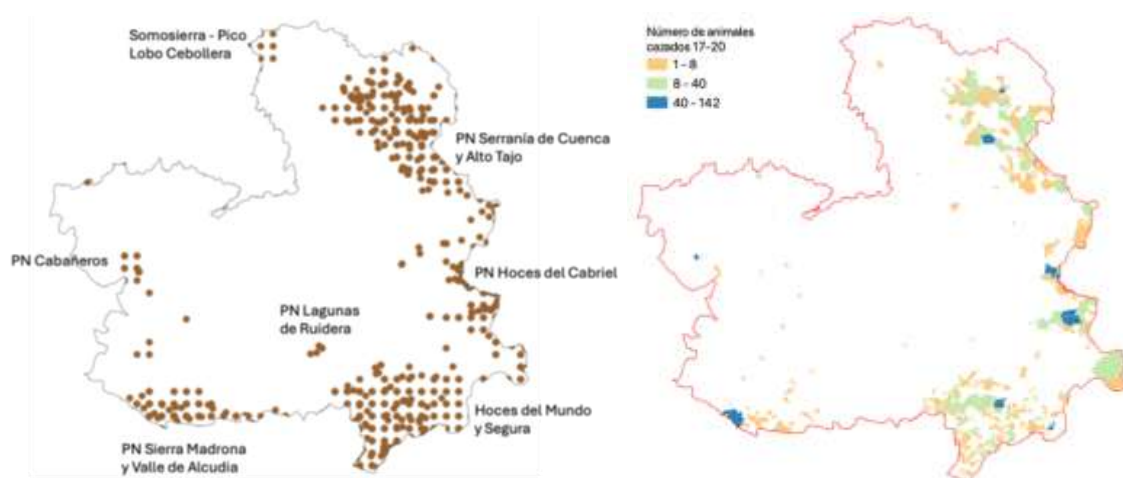 Somosierra - Pico
Lobo Cebollera
PN Serranía de Cuenca
y Alto Tajo
PN Cabañeros
PN Hoces del Cabriel
PN Lagunas
de Ruidera
Hoces del Mundo
y Segura
PN Sierra Madrona
y Valle de Alcudia
Número de animales
cazados 17-20
1 - 8
8 - 40
40 - 142